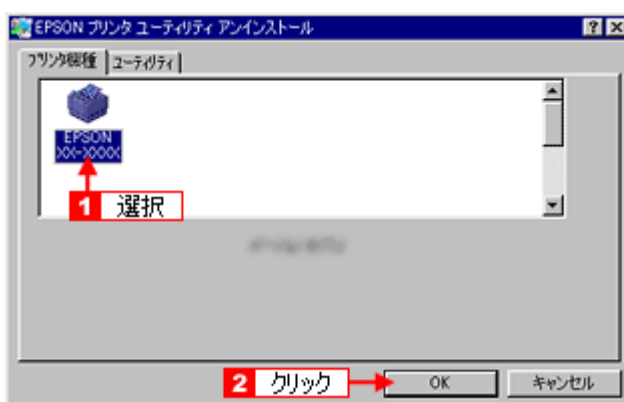 EPSON プリンタ ユーティリティ アンインストール
プリンタ機種 ユーティリティ
EPSON
XX-XXXX
1 選択
2 クリック
OK キャンセル